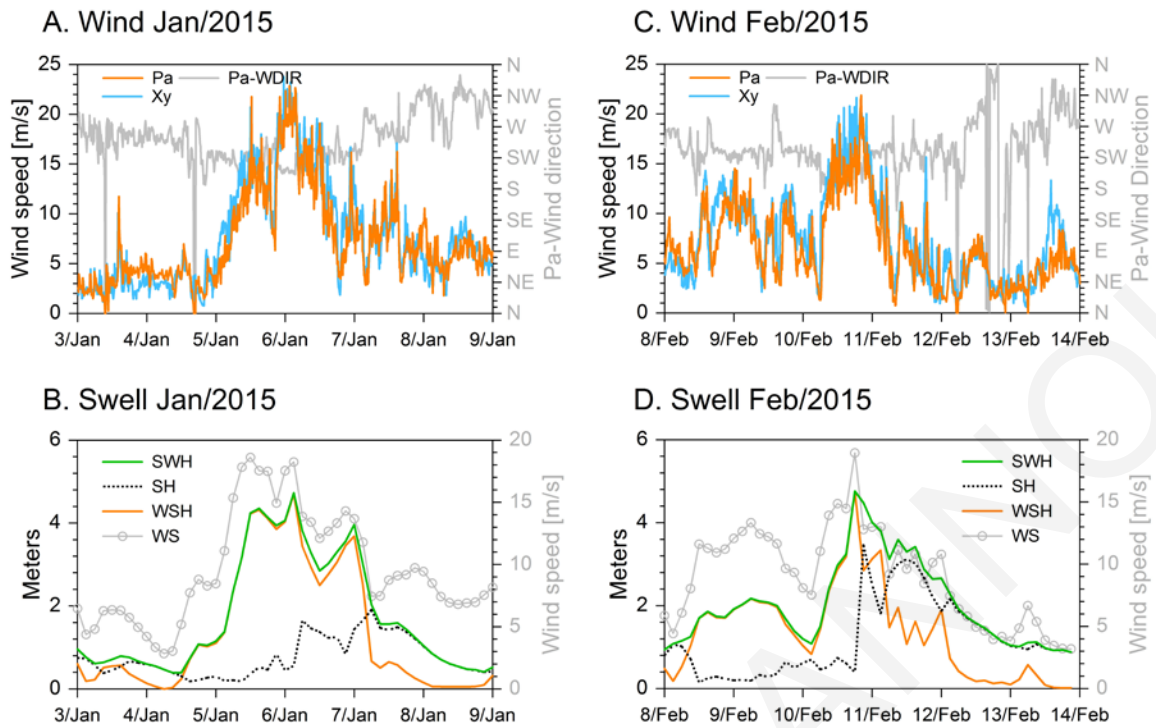 A. Wind Jan/2015
25
20
15
10
5
0
Wind speed [m/s]
Pa
Pa-WDIR
Xy
N
NW
W
SW
S
SE
E
NE
N
Pa-Wind direction
3/Jan 4/Jan 5/Jan 6/Jan 7/Jan 8/Jan 9/Jan
C. Wind Feb/2015
25
20
15
10
5
0
Wind speed [m/s]
Pa
Pa-WDIR
Xy
N
NW
W
SW
S
SE
E
NE
N
Pa-Wind Direction
8/Feb 9/Feb 10/Feb 11/Feb 12/Feb 13/Feb 14/Feb
B. Swell Jan/2015
6
4
2
0
Meters
SWH
SH
WSH
WS
20
15
10
5
0
Wind speed [m/s]
3/Jan 4/Jan 5/Jan 6/Jan 7/Jan 8/Jan 9/Jan
D. Swell Feb/2015
6
4
2
0
Meters
SWH
SH
WSH
WS
20
15
10
5
0
Wind speed [m/s]
8/Feb 9/Feb 10/Feb 11/Feb 12/Feb 13/Feb 14/Feb